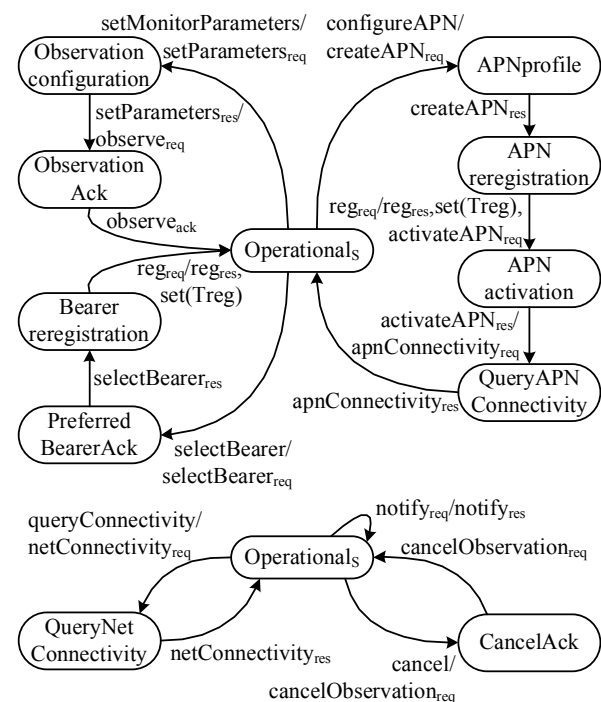 setMonitorParameters/
setParametersreq
configureAPN/
createAPNreq
Observation
configuration
APNprofile
setParametersres/
observereq
createAPNres
Observation
Ack
APN
reregistration
observeack
regreq/regres,set(Treg),
activateAPNreq
OperationalS
regreq/regres,
set(Treg)
APN
activation
Bearer
reregistration
activateAPNres/
apnConnectivityreq
selectBearerres
QueryAPN
Connectivity
apnConnectivityres
Preferred
BearerAck
selectBearer/
selectBearerreq
queryConnectivity/
netConnectivityreq
notifyreq/notifyres
OperationalS
cancelObservationreq
QueryNet
Connectivity
netConnectivityres
CancelAck
cancel/
cancelObservationreq